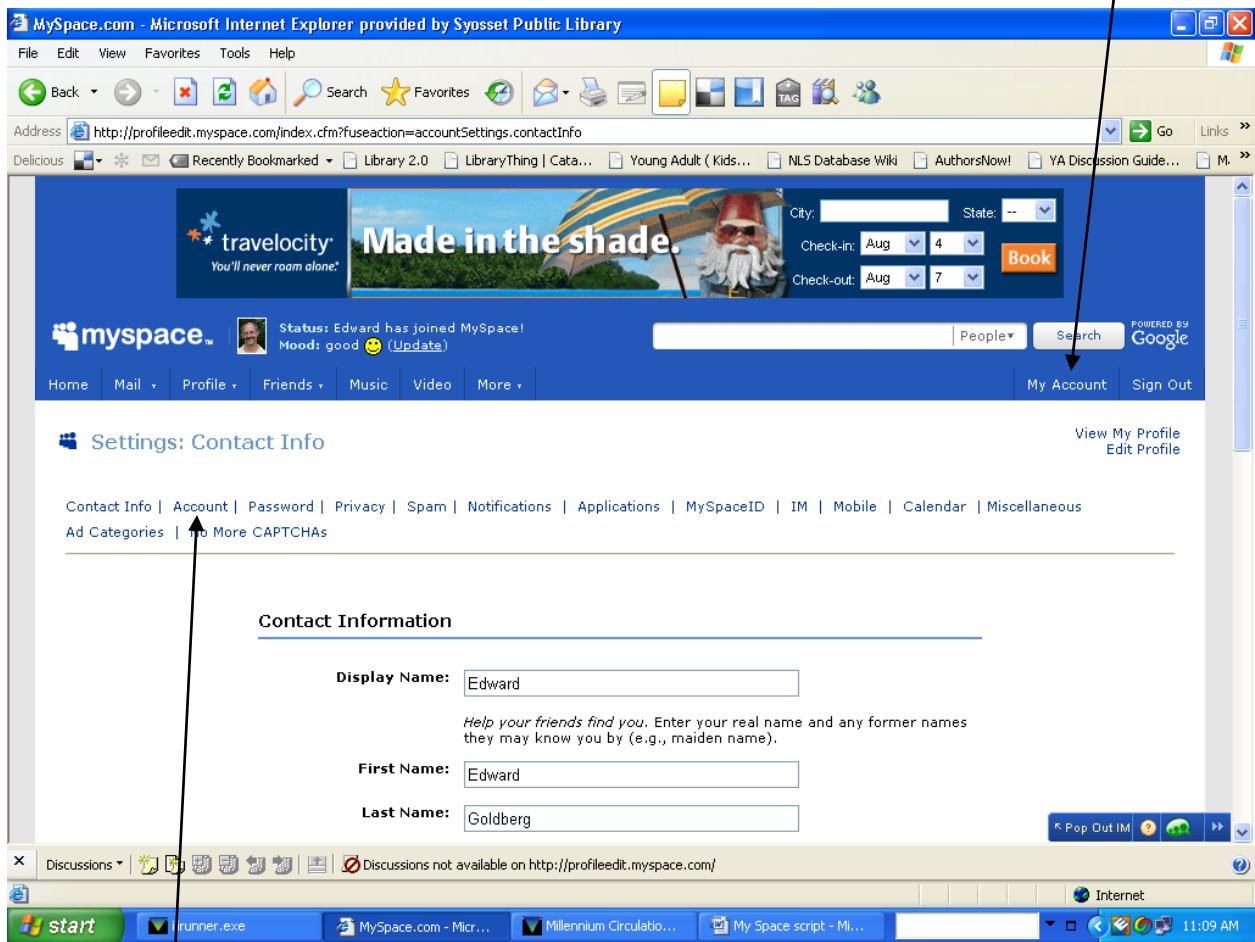 MySpace.com - Microsoft Internet Explorer provided by Syosset Public Library
File Edit View Favorites Tools Help
Back Search Favorites TAG
Address http://profileedit.myspace.com/index.cfm?fuseaction=accountSettings.contactInfo Go Links »
Delicious Recently Bookmarked Library 2.0 LibraryThing | Cata... Young Adult ( Kids... NLS Database Wiki AuthorsNow! YA Discussion Guide... M. »
travelocity
You'll never roam alone.
Made in the shade.
City: State: --
Check-in: Aug 4
Check-out: Aug 7
Book
myspace.
Status: Edward has joined MySpace!
Mood: good (Update)
People Search POWERED BY Google
Home Mail Profile Friends Music Video More My Account Sign Out
Settings: Contact Info
View My Profile
Edit Profile
Contact Info | Account | Password | Privacy | Spam | Notifications | Applications | MySpaceID | IM | Mobile | Calendar | Miscellaneous
Ad Categories | No More CAPTCHAs
Contact Information
Display Name: Edward
Help your friends find you. Enter your real name and any former names
they may know you by (e.g., maiden name).
First Name: Edward
Last Name: Goldberg
Pop Out IM
Discussions Discussions not available on http://profileedit.myspace.com/
Internet
start MySpace.com - Micr... Millennium Circulatio... My Space script - Mi... 11:09 AM